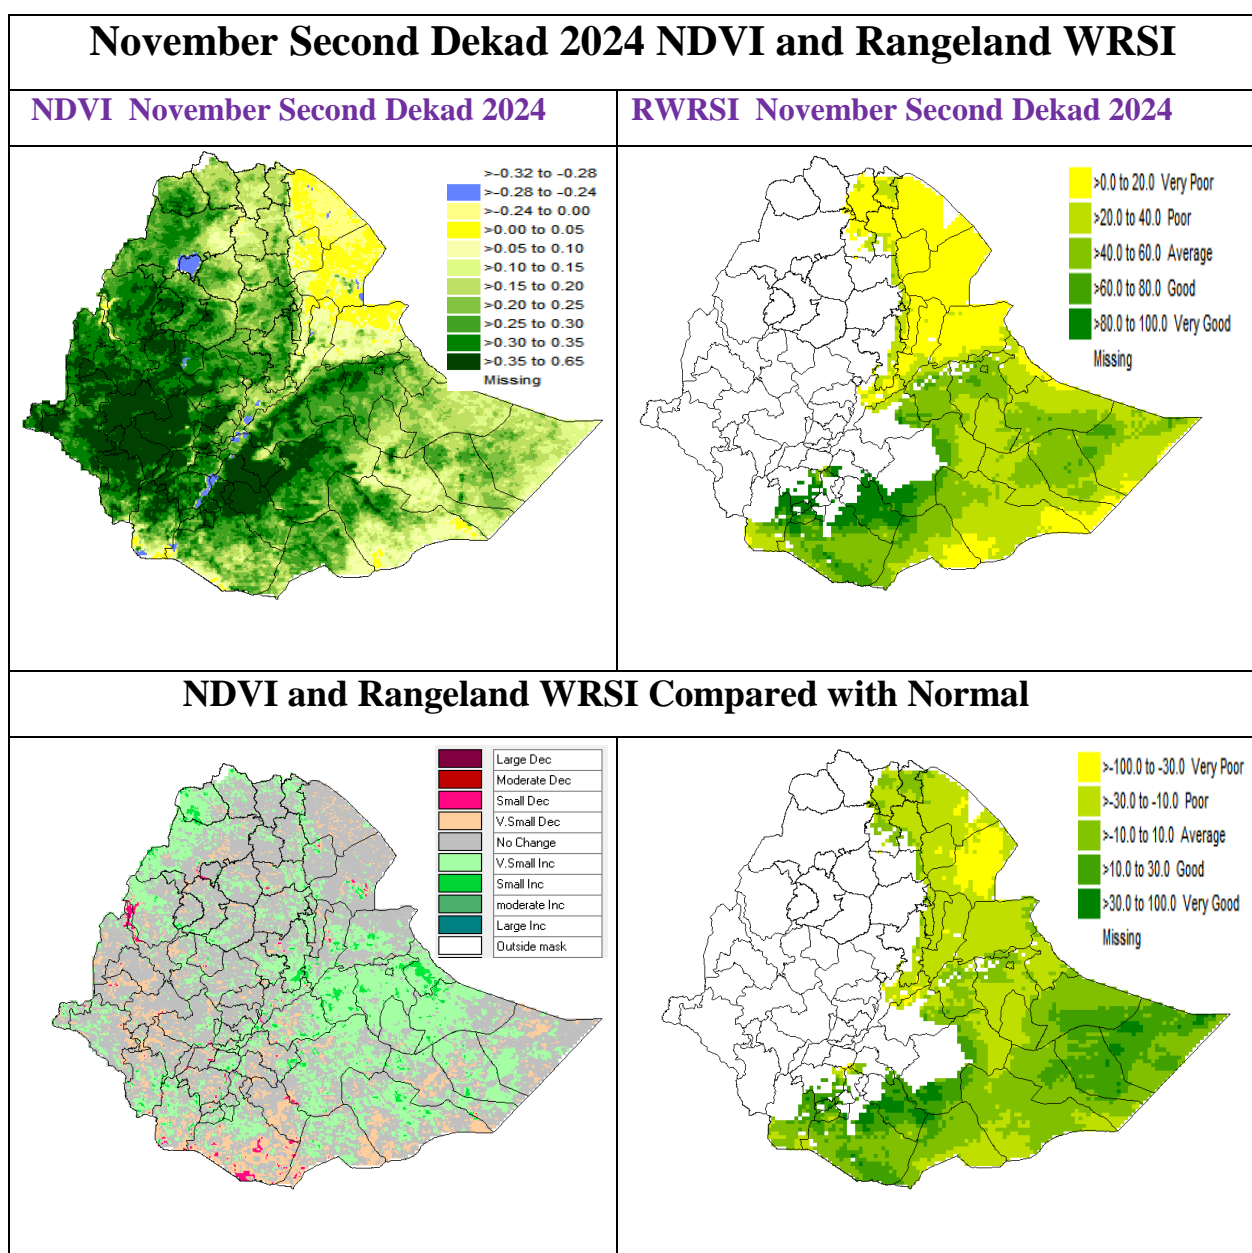 November Second Dekad 2024 NDVI and Rangeland WRSI
NDVI November Second Dekad 2024
RWRSI November Second Dekad 2024
>-0.32 to -0.28
>-0.28 to -0.24
>-0.24 to 0.00
>0.00 to 0.05
>0.05 to 0.10
>0.10 to 0.15
>0.15 to 0.20
>0.20 to 0.25
>0.25 to 0.30
>0.30 to 0.35
>0.35 to 0.65
Missing
>0.0 to 20.0 Very Poor
>20.0 to 40.0 Poor
>40.0 to 60.0 Average
>60.0 to 80.0 Good
>80.0 to 100.0 Very Good
Missing
NDVI and Rangeland WRSI Compared with Normal
Large Dec
Moderate Dec
Small Dec
V.Small Dec
No Change
V.Small Inc
Small Inc
moderate Inc
Large Inc
Outside mask
>-100.0 to -30.0 Very Poor
>-30.0 to -10.0 Poor
>-10.0 to 10.0 Average
>10.0 to 30.0 Good
>30.0 to 100.0 Very Good
Missing